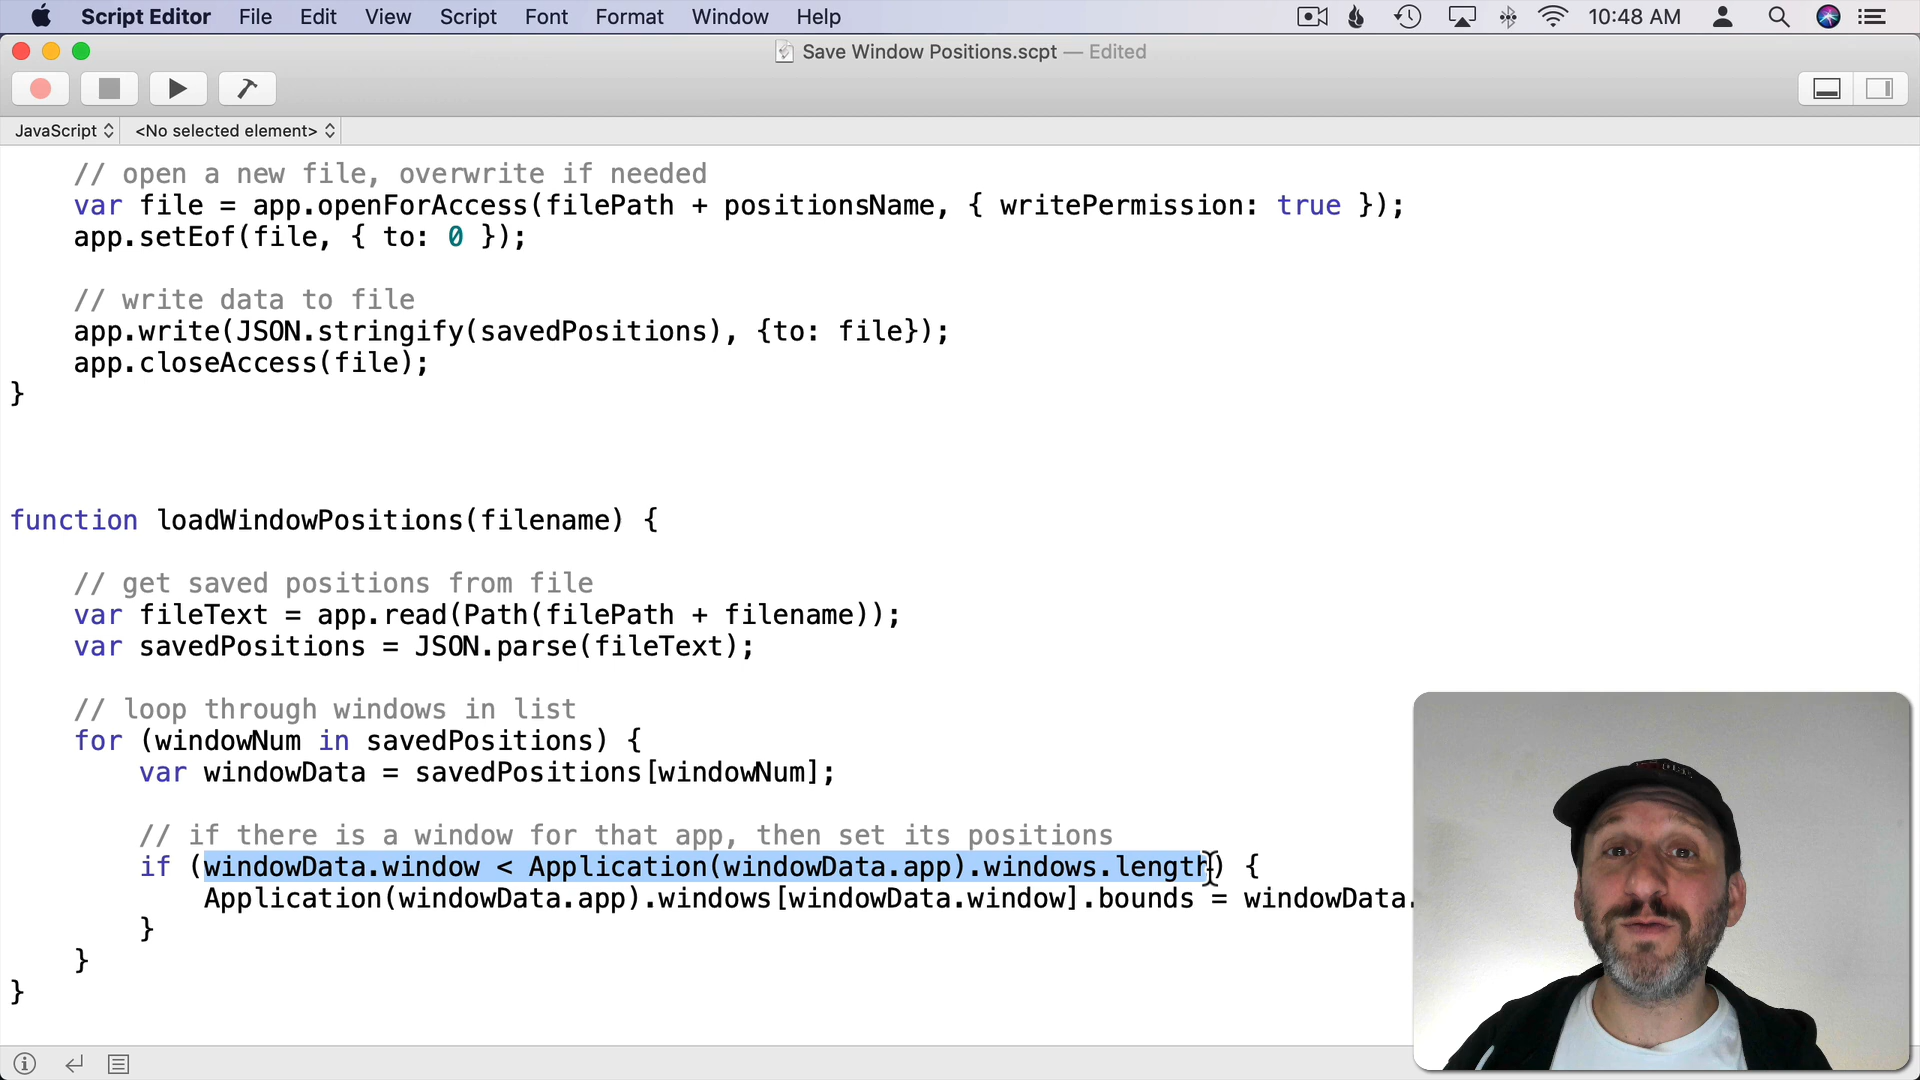 Script Editor File Edit View Script Font Format Window Help 10:48 AM
Save Window Positions.scpt — Edited
JavaScript <No selected element>
// open a new file, overwrite if needed
var file = app.openForAccess(filePath + positionsName, { writePermission: true });
app.setEof(file, { to: 0 });
// write data to file
app.write(JSON.stringify(savedPositions), {to: file});
app.closeAccess(file);
}
function loadWindowPositions(filename) {
// get saved positions from file
var fileText = app.read(Path(filePath + filename));
var savedPositions = JSON.parse(fileText);
// loop through windows in list
for (windowNum in savedPositions) {
var windowData = savedPositions[windowNum];
// if there is a window for that app, then set its positions
if (windowData.window < Application(windowData.app).windows.length) {
Application(windowData.app).windows[windowData.window].bounds = windowData.
}
}
}